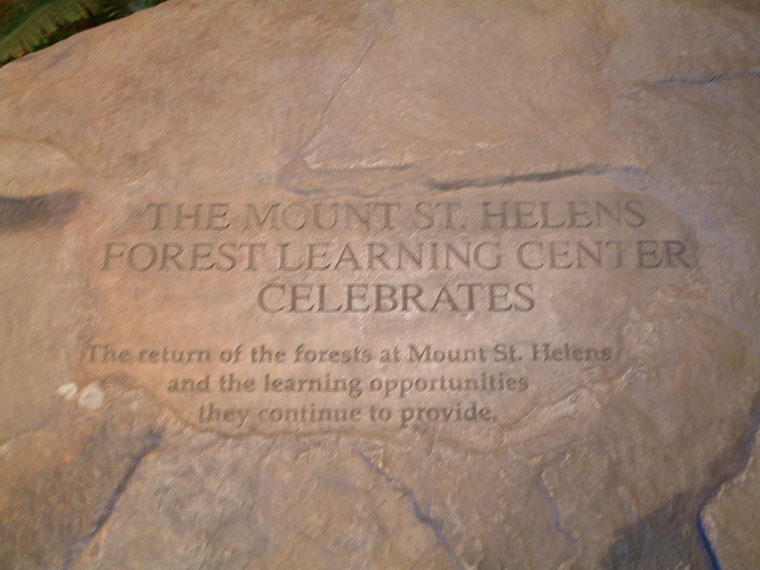 THE MOUNT ST. HELENS
FOREST LEARNING CENTER
CELEBRATES
The return of the forests at Mount St. Helens
and the learning opportunities
they continue to provide.